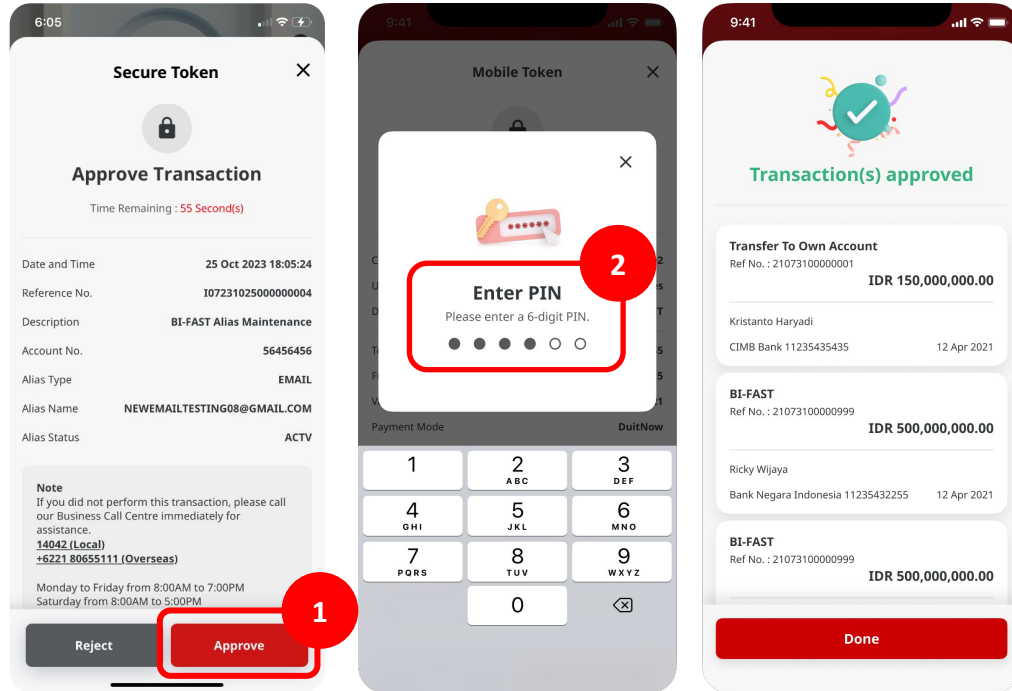 6:05
Secure Token
Approve Transaction
Time Remaining : 55 Second(s)
Date and Time 25 Oct 2023 18:05:24
Reference No. I07231025000000004
Description BI-FAST Alias Maintenance
Account No. 56456456
Alias Type EMAIL
Alias Name NEWEMAILTESTING08@GMAIL.COM
Alias Status ACTV
Note
If you did not perform this transaction, please call
our Business Call Centre immediately for
assistance.
14042 (Local)
+6221 80655111 (Overseas)
Monday to Friday from 8:00AM to 7:00PM
Saturday from 8:00AM to 5:00PM
Reject
Approve
1
9:41
Mobile Token
2
Enter PIN
Please enter a 6-digit PIN.
Payment Mode DuitNow
1 2 ABC 3 DEF
4 GHI 5 JKL 6 MNO
7 PQRS 8 TUV 9 WXYZ
0
9:41
Transaction(s) approved
Transfer To Own Account
Ref No. : 21073100000001
IDR 150,000,000.00
Kristanto Haryadi
CIMB Bank 11235435435 12 Apr 2021
BI-FAST
Ref No. : 21073100000999
IDR 500,000,000.00
Ricky Wijaya
Bank Negara Indonesia 11235432255 12 Apr 2021
BI-FAST
Ref No. : 21073100000999
IDR 500,000,000.00
Done